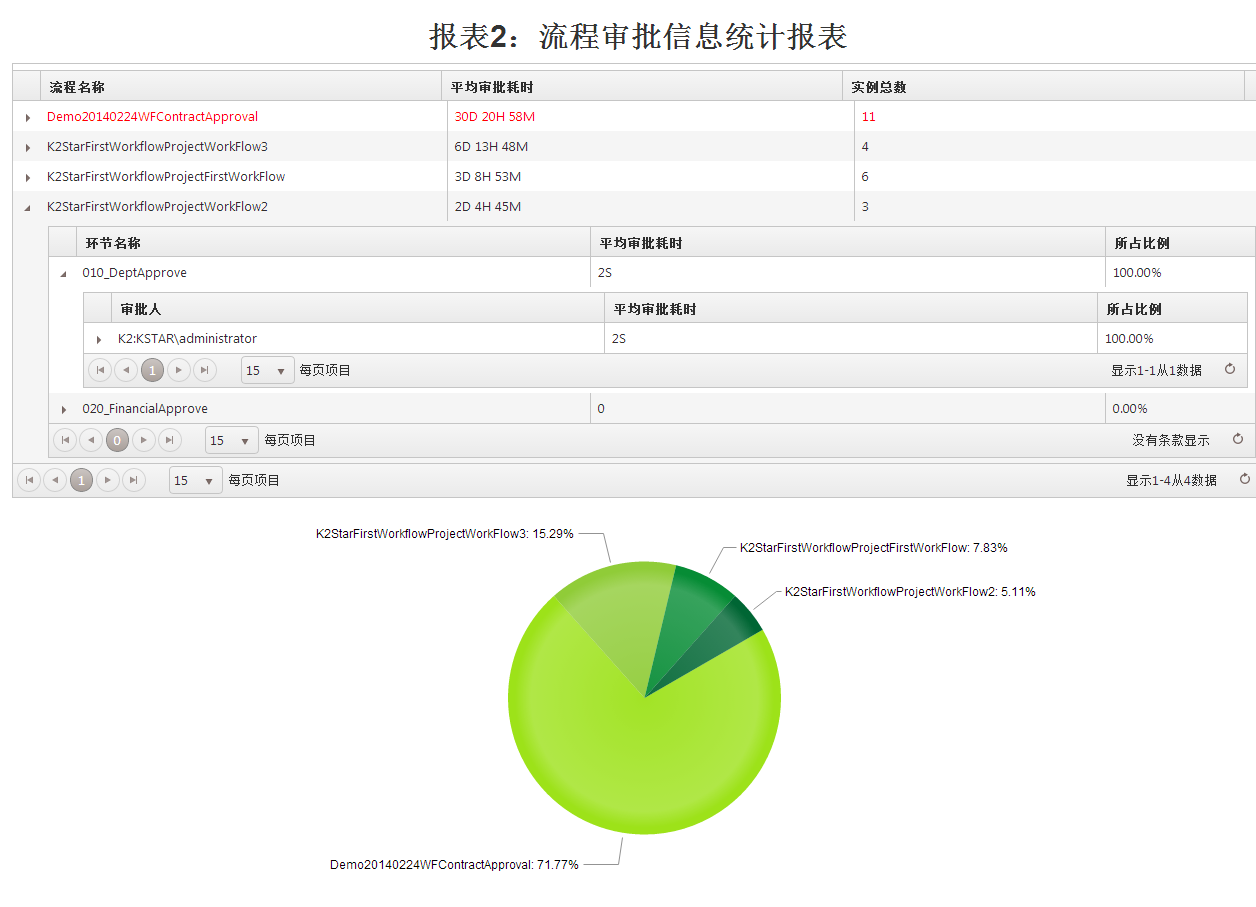 报表2：流程审批信息统计报表
流程名称 平均审批耗时 实例总数
Demo20140224WFContractApproval 30D 20H 58M 11
K2StarFirstWorkflowProjectWorkFlow3 6D 13H 48M 4
K2StarFirstWorkflowProjectFirstWorkFlow 3D 8H 53M 6
K2StarFirstWorkflowProjectWorkFlow2 2D 4H 45M 3
环节名称 平均审批耗时 所占比例
010_DeptApprove 2S 100.00%
审批人 平均审批耗时 所占比例
K2:KSTAR\administrator 2S 100.00%
1 15 每页项目 显示1-1从1数据
020_FinancialApprove 0 0.00%
0 15 每页项目 没有条款显示
1 15 每页项目 显示1-4从4数据
K2StarFirstWorkflowProjectWorkFlow3: 15.29%
K2StarFirstWorkflowProjectFirstWorkFlow: 7.83%
K2StarFirstWorkflowProjectWorkFlow2: 5.11%
Demo20140224WFContractApproval: 71.77%